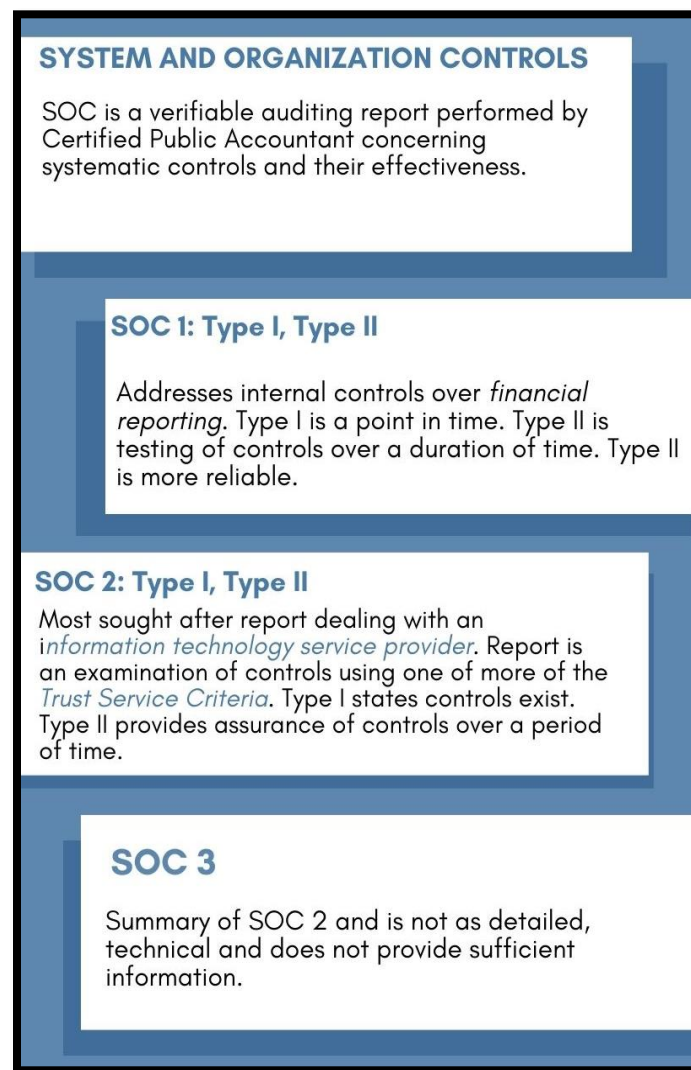 SYSTEM AND ORGANIZATION CONTROLS
SOC is a verifiable auditing report performed by
Certified Public Accountant concerning
systematic controls and their effectiveness.
SOC 1: Type I, Type II
Addresses internal controls over financial
reporting. Type I is a point in time. Type II is
testing of controls over a duration of time. Type II
is more reliable.
SOC 2: Type I, Type II
Most sought after report dealing with an
information technology service provider. Report is
an examination of controls using one of more of the
Trust Service Criteria. Type I states controls exist.
Type II provides assurance of controls over a period
of time.
SOC 3
Summary of SOC 2 and is not as detailed,
technical and does not provide sufficient
information.